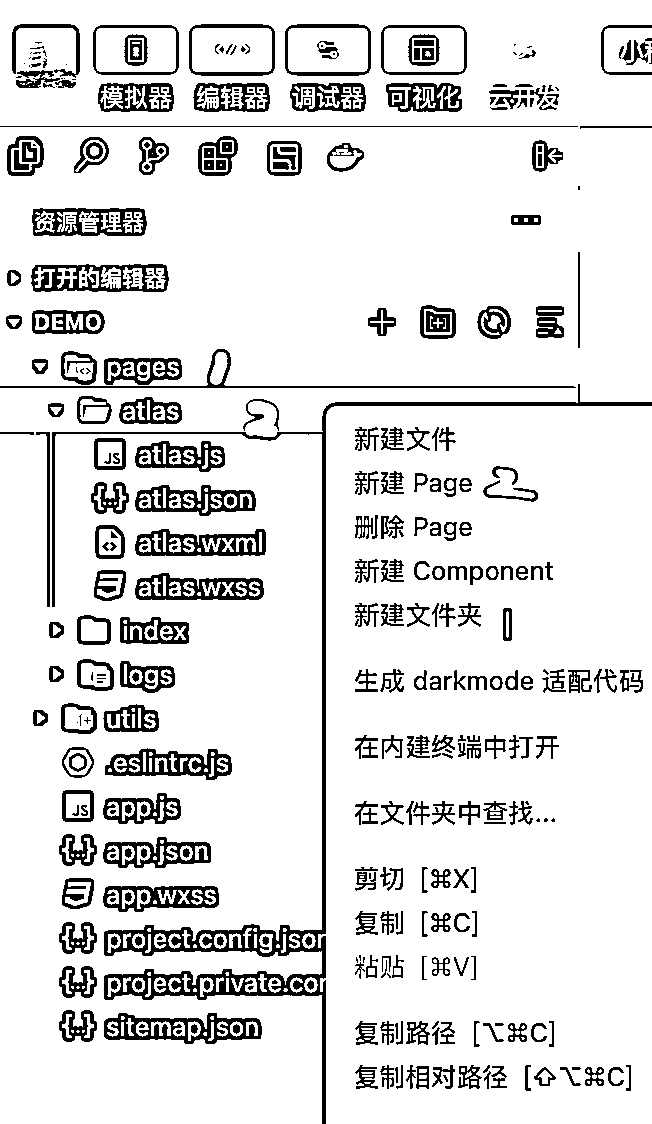 模拟器 编辑器 调试器 可视化 云开发
资源管理器
打开的编辑器
DEMO
pages 1
atlas 2
atlas.js
atlas.json
atlas.wxml
atlas.wxss
index
logs
utils
.eslintrc.js
app.js
app.json
app.wxss
project.config.jsor
project.private.cor
sitemap.json
新建文件
新建 Page 2
删除 Page
新建 Component
新建文件夹 1
生成 darkmode 适配代码
在内建终端中打开
在文件夹中查找...
剪切 [⌘X]
复制 [⌘C]
粘贴 [⌘V]
复制路径 [⌥⌘C]
复制相对路径 [⇧⌥⌘C]